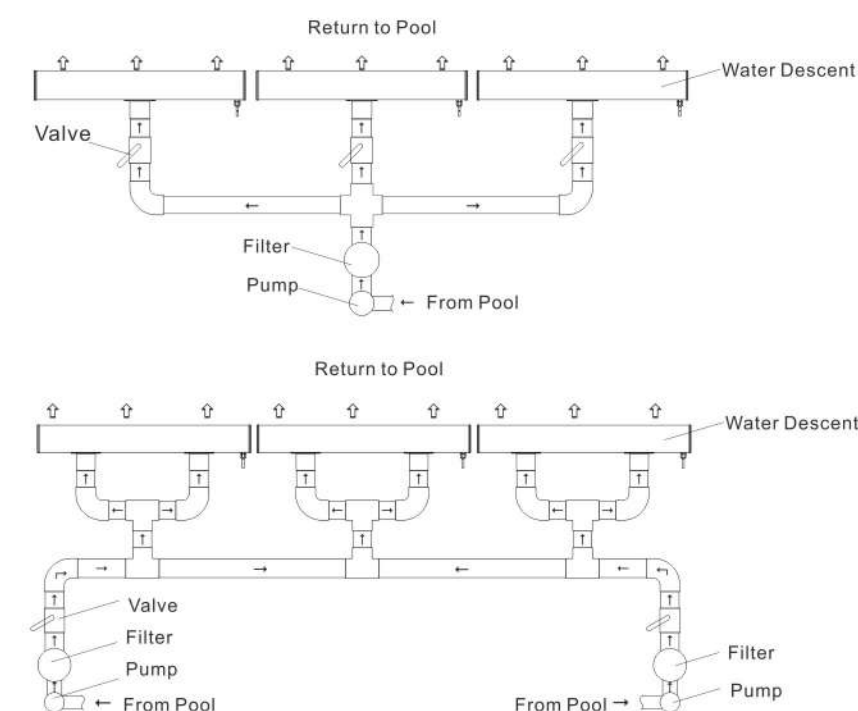 Return to Pool
Water Descent
Valve
Filter
Pump
← From Pool
Return to Pool
Water Descent
Valve
Filter
Pump
← From Pool
Filter
Pump
From Pool →